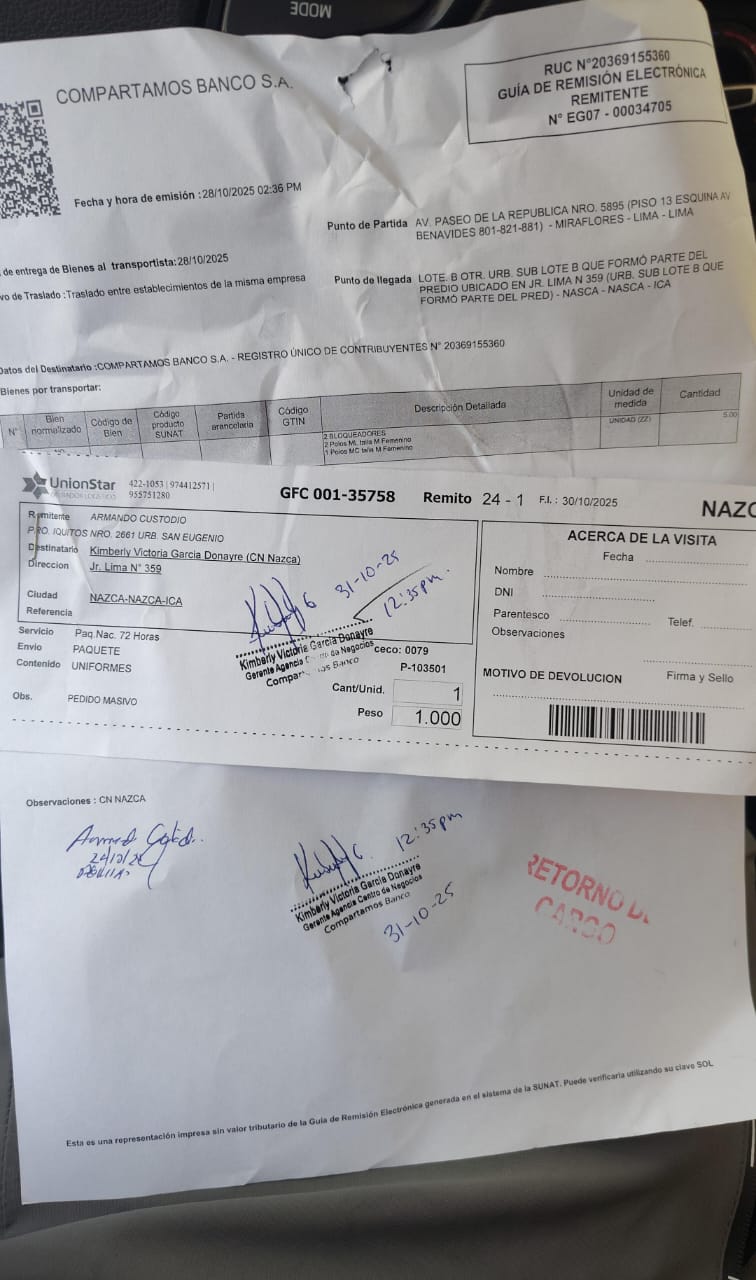 MODE
COMPARTAMOS BANCO S.A.
RUC N°20369155360
GUÍA DE REMISIÓN ELECTRÓNICA
REMITENTE
N° EG07 - 00034705
Fecha y hora de emisión :28/10/2025 02:36 PM
Punto de Partida AV. PASEO DE LA REPUBLICA NRO. 5895 (PISO 13 ESQUINA AV
BENAVIDES 801-821-881) - MIRAFLORES - LIMA - LIMA
de entrega de Bienes al transportista:28/10/2025
vo de Traslado :Traslado entre establecimientos de la misma empresa
Punto de llegada LOTE. B OTR. URB. SUB LOTE B QUE FORMÓ PARTE DEL
PREDIO UBICADO EN JR. LIMA N 359 (URB. SUB LOTE B QUE
FORMÓ PARTE DEL PRED) - NASCA - NASCA - ICA
Datos del Destinatario :COMPARTAMOS BANCO S.A. - REGISTRO ÚNICO DE CONTRIBUYENTES N° 20369155360
Bienes por transportar:
N° Bien normalizado Código de Bien Código producto SUNAT Partida arancelaria Código GTIN Descripción Detallada Unidad de medida Cantidad
2 BLOQUEADORES
2 Polos ML talla M Femenino
1 Polos MC talla M Femenino
UNIDAD (ZZ) 5.00
UnionStar
422-1053 | 974412571 |
955751280
GFC 001-35758 Remito 24 - 1 F.I. : 30/10/2025 NAZC
Remitente ARMANDO CUSTODIO
PRO. IQUITOS NRO. 2661 URB. SAN EUGENIO
Destinatario Kimberly Victoria Garcia Donayre (CN Nazca)
Direccion Jr. Lima N° 359
Ciudad NAZCA-NAZCA-ICA
Referencia
Servicio Paq.Nac. 72 Horas
Envio PAQUETE
Contenido UNIFORMES
Obs. PEDIDO MASIVO
31-10-25
12:35pm.
Kimberly Victoria Garcia Donayre
Gerente Agencia de Negocios
Banco
ceco: 0079
P-103501
Cant/Unid. 1
Peso 1.000
ACERCA DE LA VISITA
Fecha
Nombre
DNI
Parentesco Telef.
Observaciones
MOTIVO DE DEVOLUCION Firma y Sello
Observaciones : CN NAZCA
12:35pm
Kimberly Victoria Garcia Donayre
Gerente Agencia Centro de Negocios
Compartamos Banco
31-10-25
RETORNO DE
CARGO
Esta es una representación impresa sin valor tributario de la Guía de Remisión Electrónica generada en el sistema de la SUNAT. Puede verificarla utilizando su clave SOL